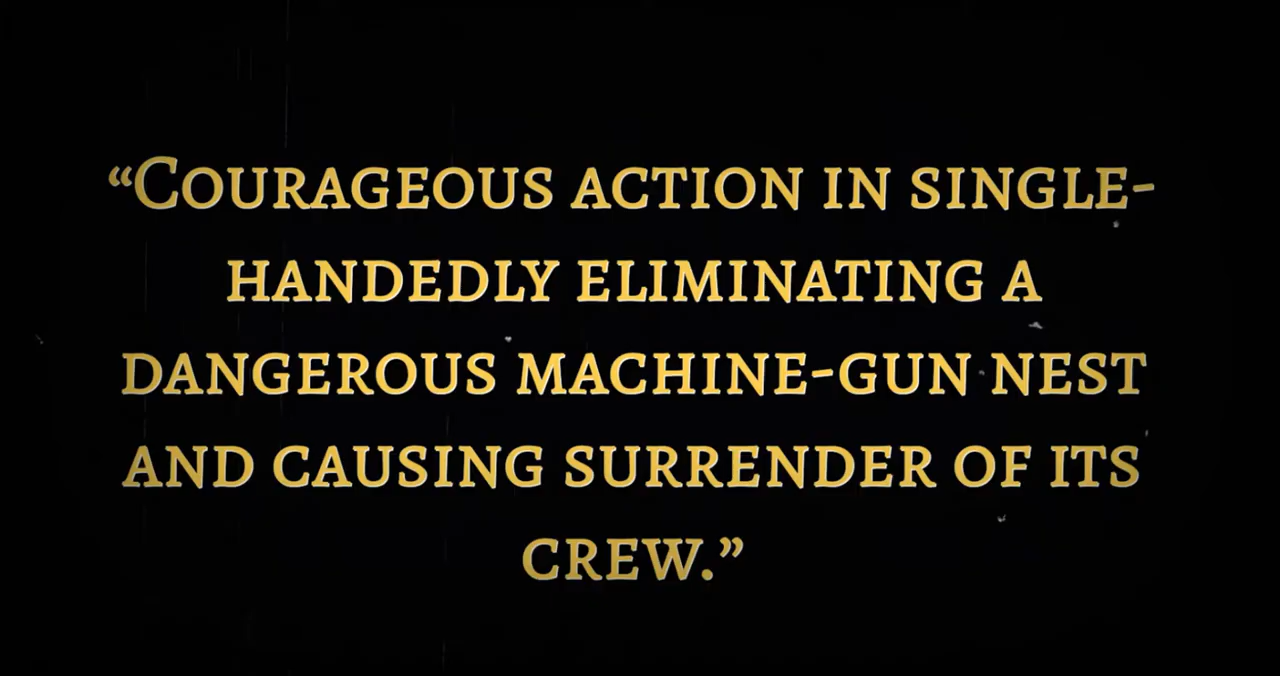 “Courageous action in single-
handedly eliminating a
dangerous machine-gun nest
and causing surrender of its
crew.”